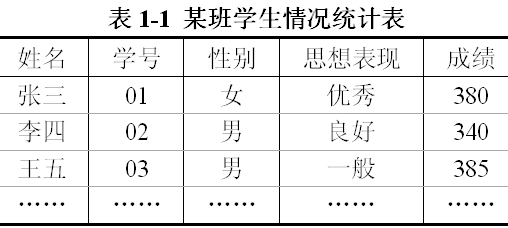 表 1-1 某班学生情况统计表
姓名 学号 性别 思想表现 成绩
张三 01 女 优秀 380
李四 02 男 良好 340
王五 03 男 一般 385
…… …… …… …… ……